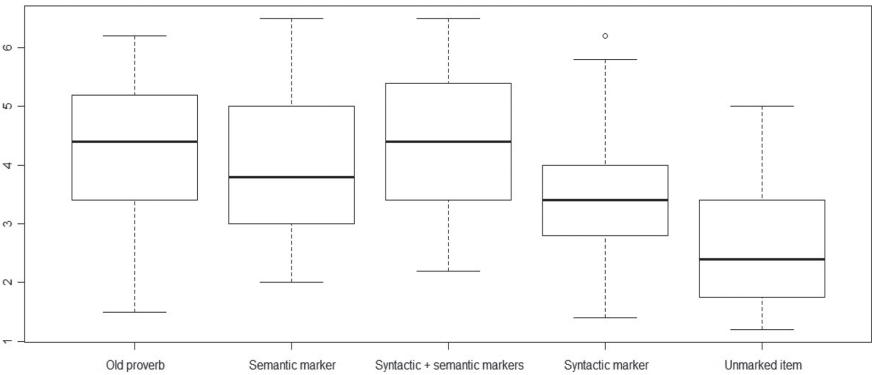 6
5
4
3
2
1
Old proverb
Semantic marker
Syntactic + semantic markers
Syntactic marker
Unmarked item